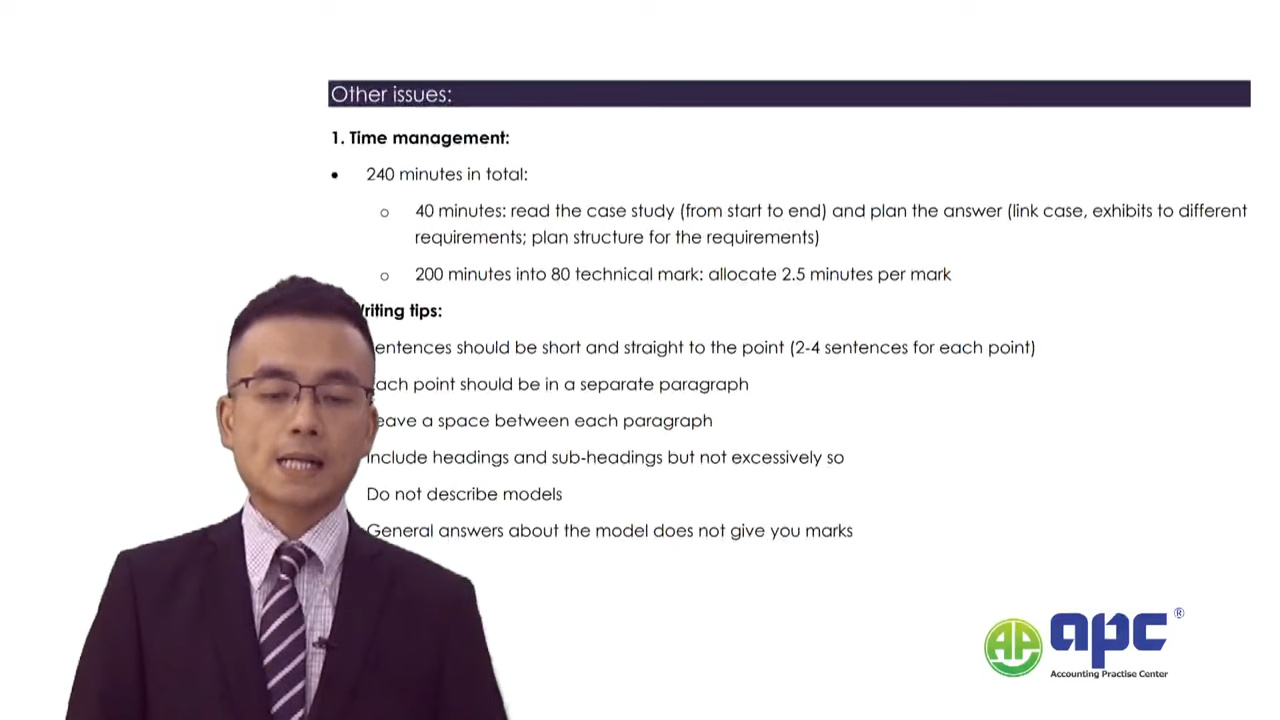 Other issues:
1. Time management:
• 240 minutes in total:
o 40 minutes: read the case study (from start to end) and plan the answer (link case, exhibits to different
requirements; plan structure for the requirements)
o 200 minutes into 80 technical mark: allocate 2.5 minutes per mark
riting tips:
entences should be short and straight to the point (2-4 sentences for each point)
ach point should be in a separate paragraph
eave a space between each paragraph
Include headings and sub-headings but not excessively so
Do not describe models
General answers about the model does not give you marks
AP apc ®
Accounting Practise Center